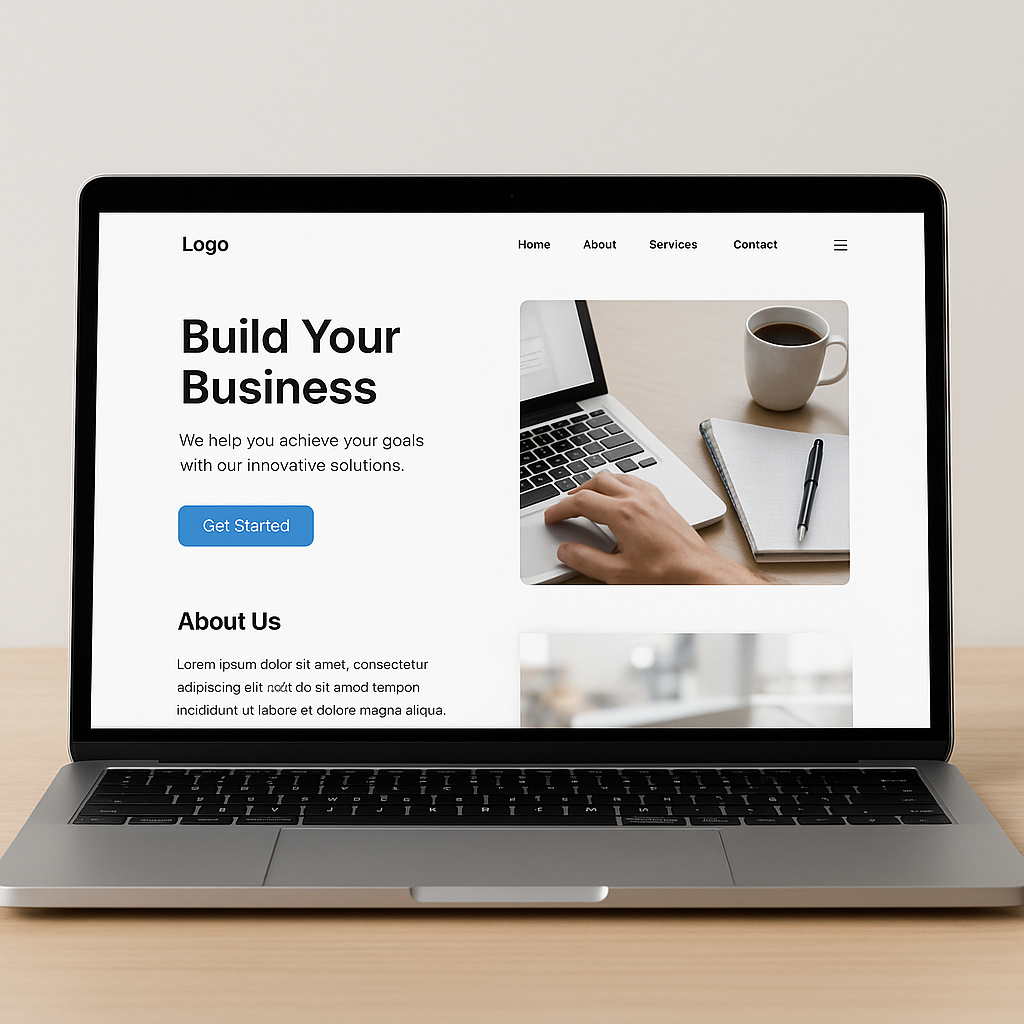 Logo
Home About Services Contact
Build Your
Business
We help you achieve your goals
with our innovative solutions.
Get Started
About Us
Lorem ipsum dolor sit amet, consectetur
adipiscing elit do sit amod tempon
incididunt ut labore et dolore magna aliqua.